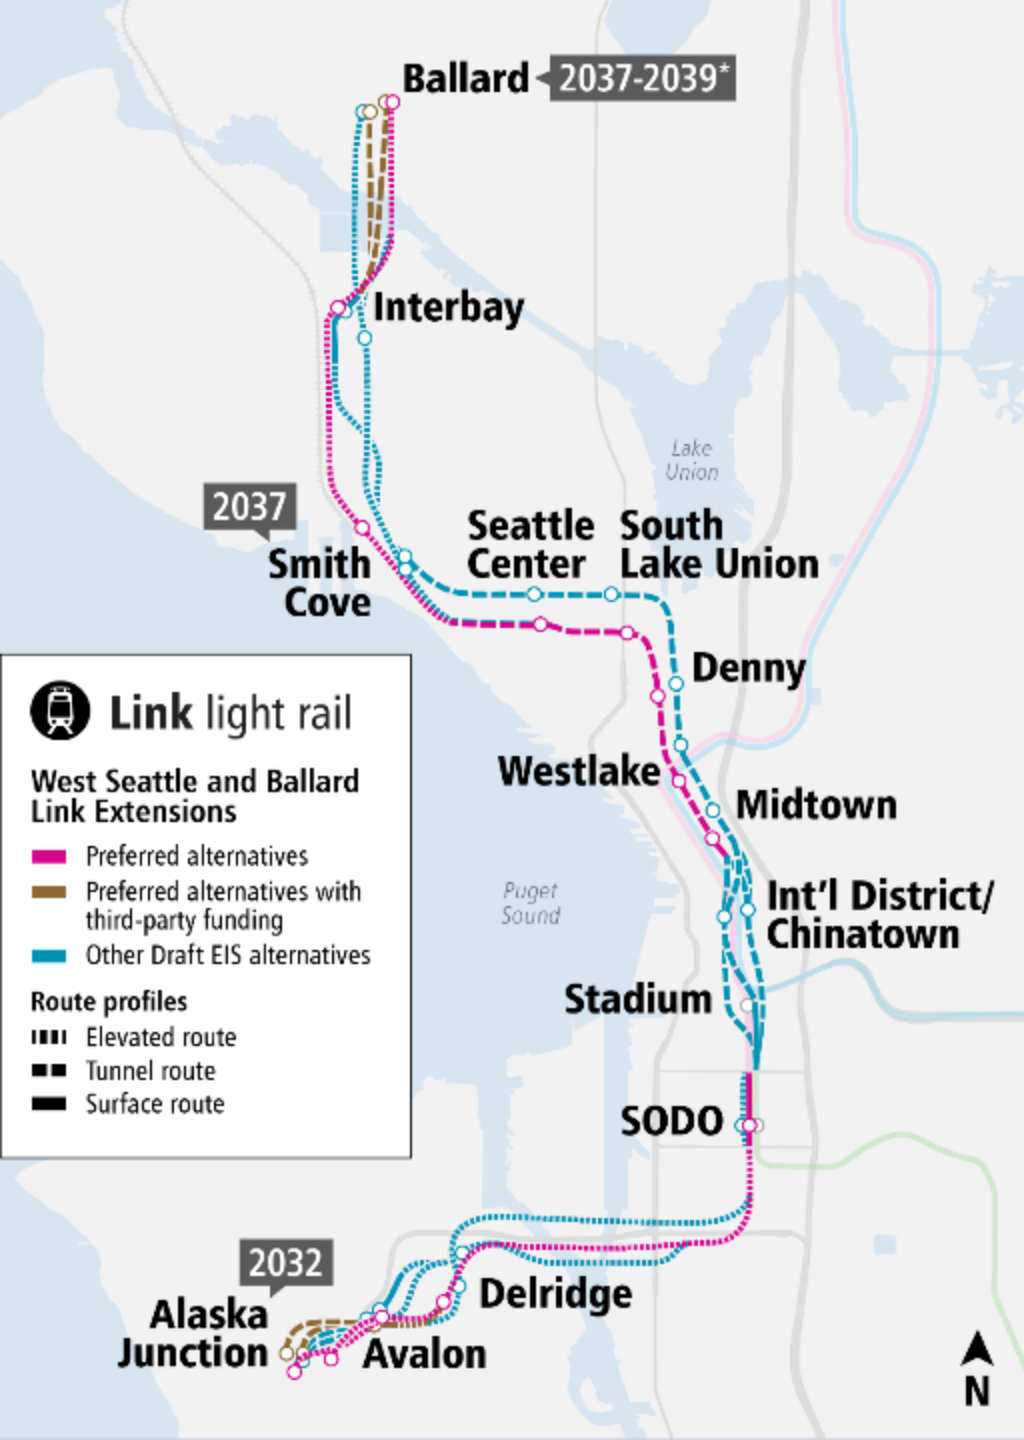 Ballard
2037-2039*
Interbay
Lake
Union
2037
Smith
Cove
Seattle
Center
South
Lake Union
Denny
Westlake
Midtown
Puget
Sound
Int'l District/
Chinatown
Stadium
SODO
Link light rail
West Seattle and Ballard
Link Extensions
Preferred alternatives
Preferred alternatives with
third-party funding
Other Draft EIS alternatives
Route profiles
Elevated route
Tunnel route
Surface route
2032
Alaska
Junction
Delridge
Avalon
N